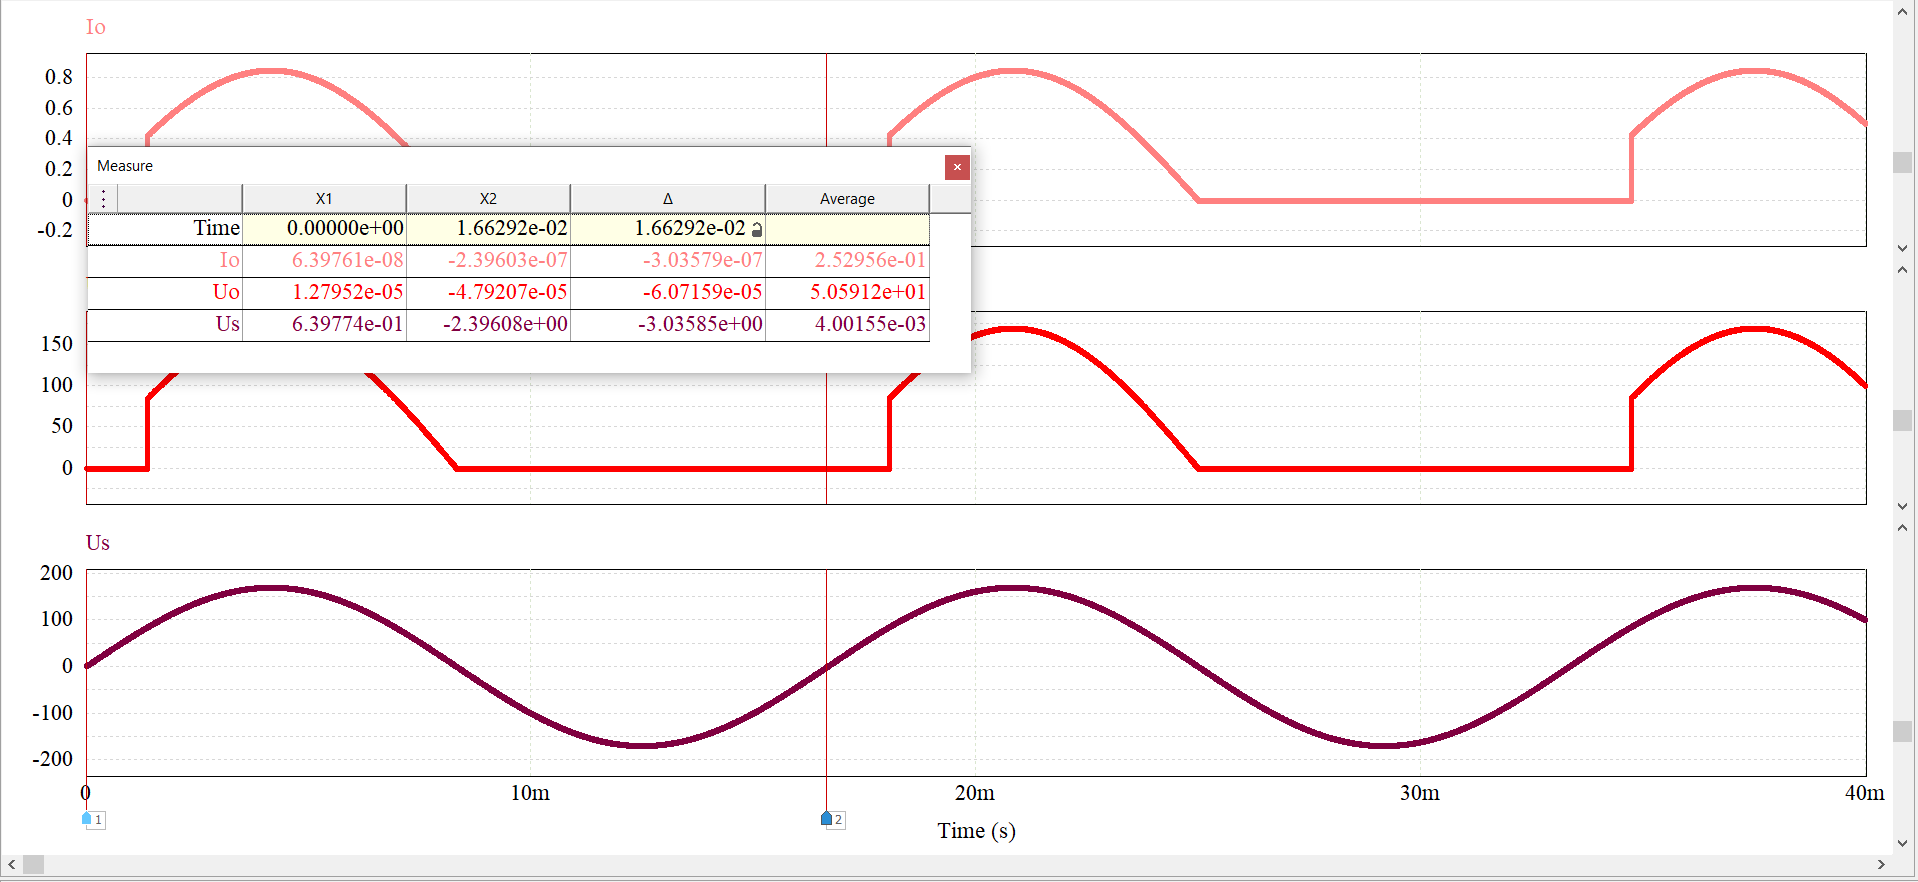 Io
0.8
0.6
0.4
0.2
0
-0.2
Measure ×
X1 X2 Δ Average
Time 0.00000e+00 1.66292e-02 1.66292e-02
Io 6.39761e-08 -2.39603e-07 -3.03579e-07 2.52956e-01
Uo 1.27952e-05 -4.79207e-05 -6.07159e-05 5.05912e+01
Us 6.39774e-01 -2.39608e+00 -3.03585e+00 4.00155e-03
150
100
50
0
Us
200
100
0
-100
-200
0 10m 20m 30m 40m
1 2
Time (s)